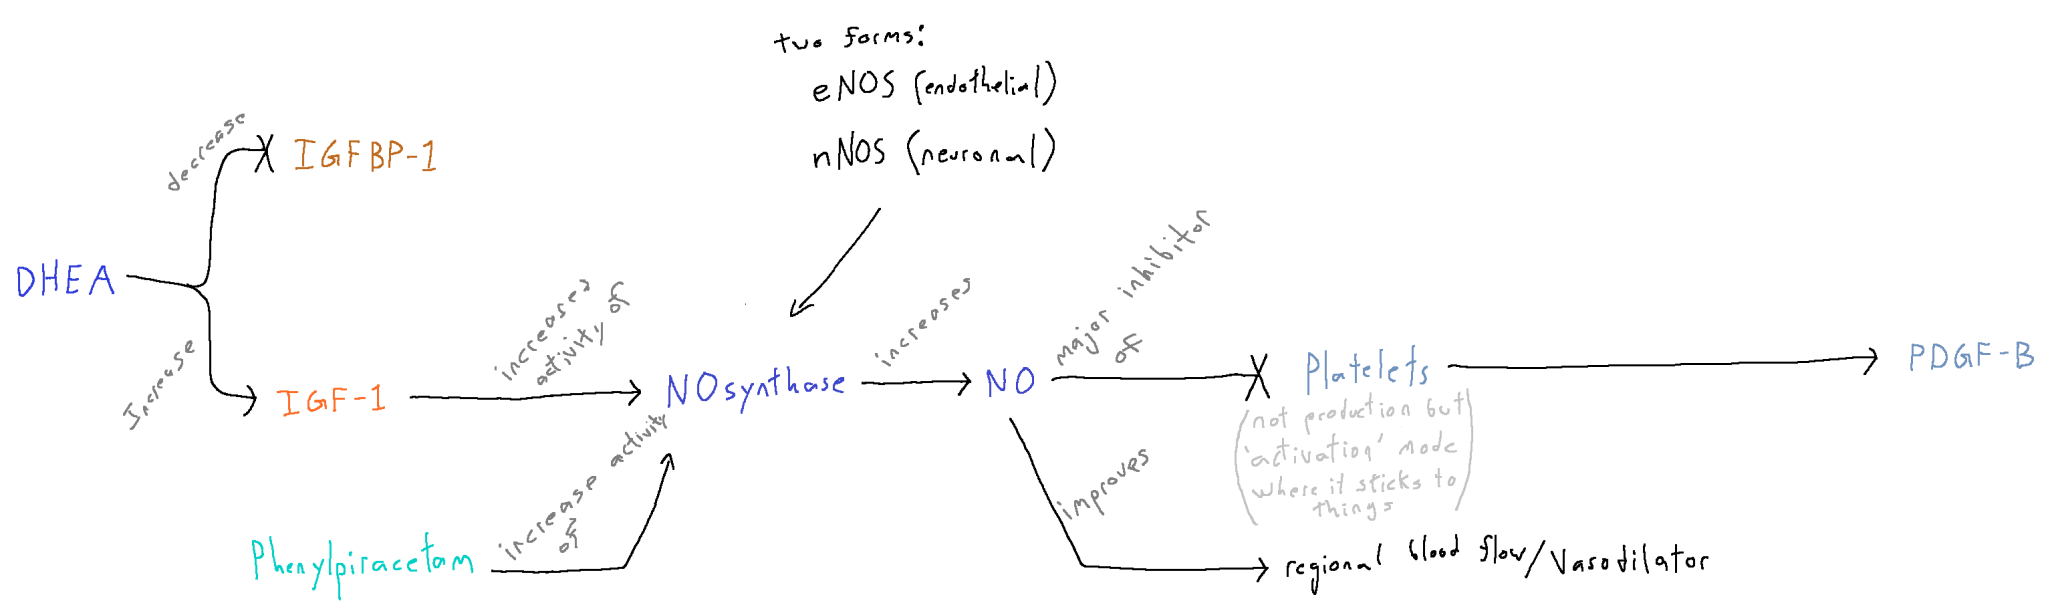 two forms:
eNOS (endothelial)
nNOS (neuronal)
decrease
IGFBP-1
DHEA
Increase
IGF-1
increases
activity of
NOsynthase
increases
NO
major inhibitor
of
Platelets
(not production but
'activation' mode
where it sticks to
things)
PDGF-B
improves
regional blood flow/Vasodilator
increase activity
of
Phenylpiracetam